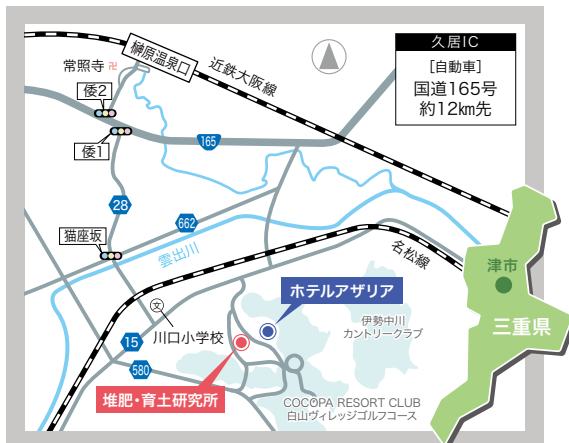 久居IC
[自動車]
国道165号
約12km先
榊原温泉口
近鉄大阪線
常照寺
卍
倭2
倭1
165
28
662
猫座坂
雲出川
名松線
津市
三重県
ホテルアザリア
伊勢中川
カントリークラブ
文
川口小学校
15
580
堆肥・育土研究所
COCOPA RESORT CLUB
白山ヴィレッジゴルフコース